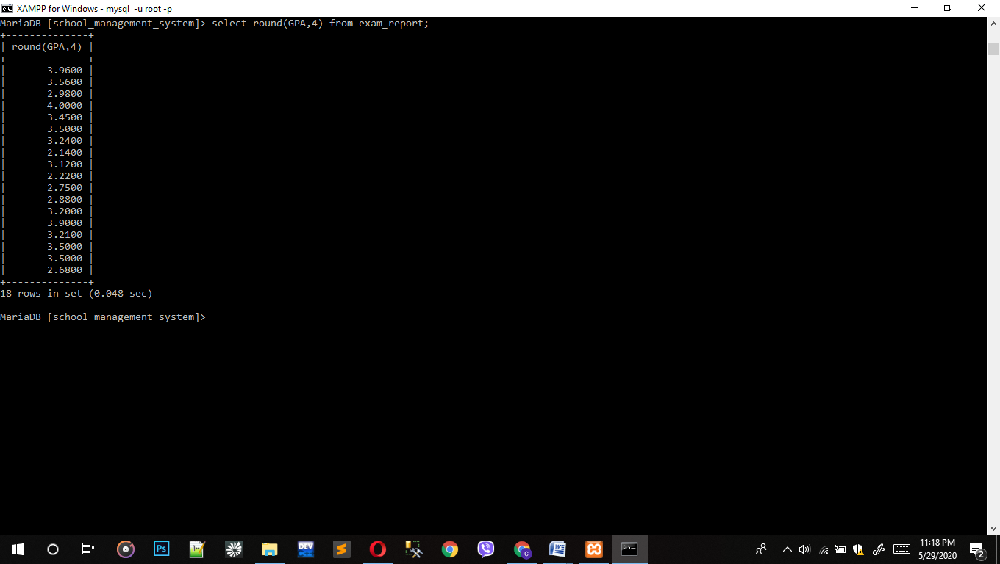 XAMPP for Windows - mysql  -u root -p
MariaDB [school_management_system]> select round(GPA,4) from exam_report;
+--------------+
| round(GPA,4) |
+--------------+
|       3.9600 |
|       3.5600 |
|       2.9800 |
|       4.0000 |
|       3.4500 |
|       3.5000 |
|       3.2400 |
|       2.1400 |
|       3.1200 |
|       2.2200 |
|       2.7500 |
|       2.8800 |
|       3.2000 |
|       3.9000 |
|       3.2100 |
|       3.5000 |
|       3.5000 |
|       2.6800 |
+--------------+
18 rows in set (0.048 sec)
MariaDB [school_management_system]>
Ps
DEV
C
W
11:18 PM
5/29/2020
2